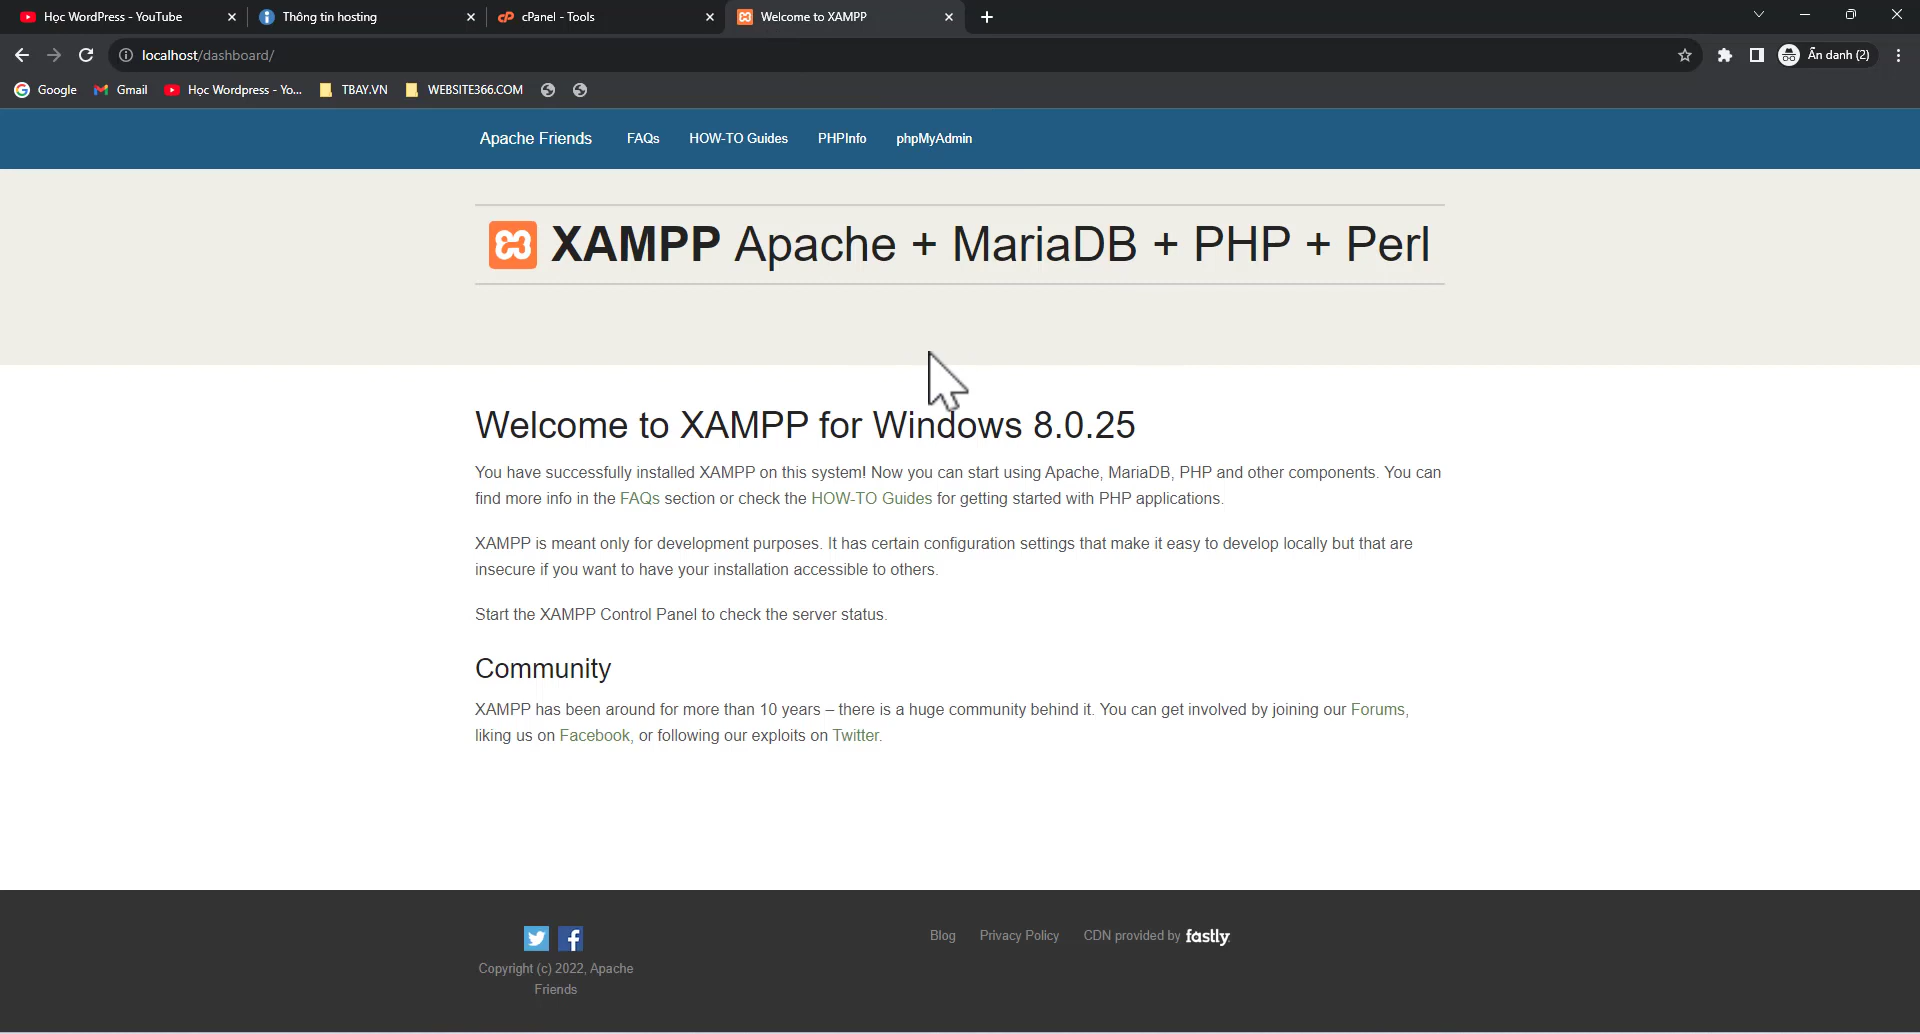 Học WordPress - YouTube
Thông tin hosting
cPanel - Tools
Welcome to XAMPP
localhost/dashboard/
Ẩn danh (2)
Google
Gmail
Học Wordpress - Yo...
TBAY.VN
WEBSITE366.COM
Apache Friends
FAQs
HOW-TO Guides
PHPInfo
phpMyAdmin
XAMPP Apache + MariaDB + PHP + Perl
Welcome to XAMPP for Windows 8.0.25
You have successfully installed XAMPP on this system! Now you can start using Apache, MariaDB, PHP and other components. You can
find more info in the FAQs section or check the HOW-TO Guides for getting started with PHP applications.
XAMPP is meant only for development purposes. It has certain configuration settings that make it easy to develop locally but that are
insecure if you want to have your installation accessible to others.
Start the XAMPP Control Panel to check the server status.
Community
XAMPP has been around for more than 10 years – there is a huge community behind it. You can get involved by joining our Forums,
liking us on Facebook, or following our exploits on Twitter.
Blog
Privacy Policy
CDN provided by fastly
Copyright (c) 2022, Apache
Friends